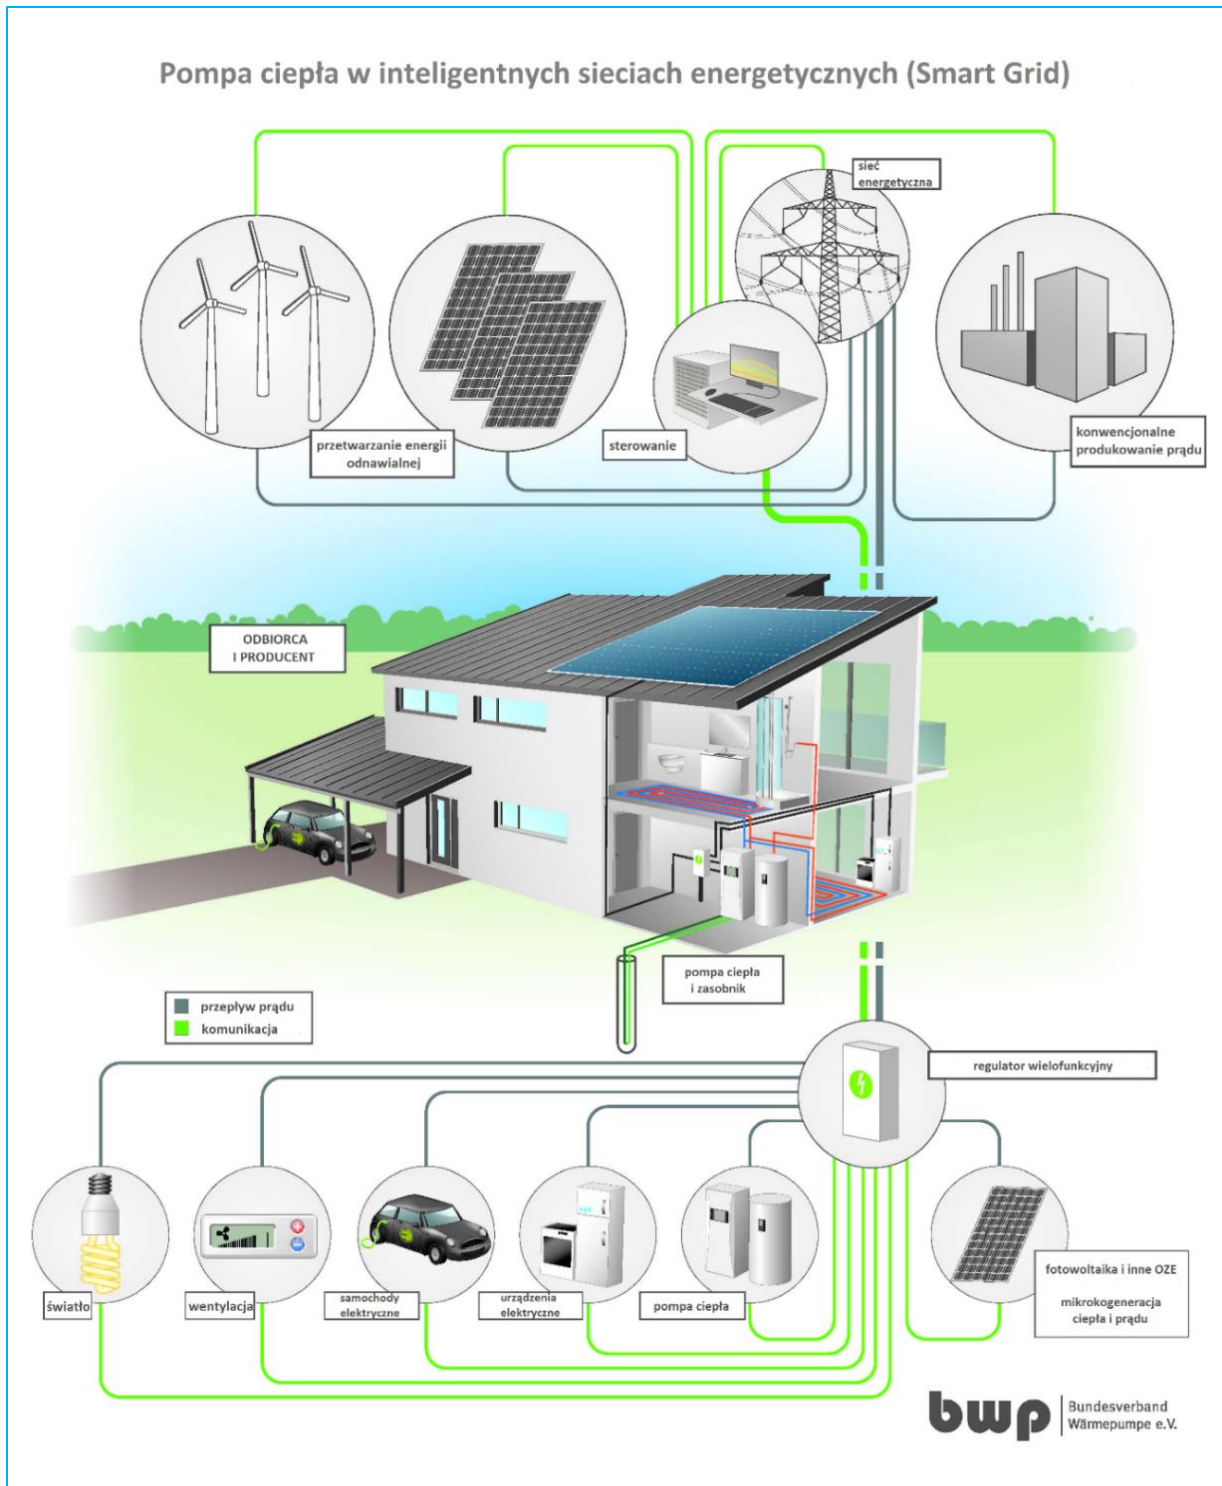 Pompa ciepła w inteligentnych sieciach energetycznych (Smart Grid)
sieć
energetyczna
przetwarzanie energii
odnawialnej
sterowanie
konwencjonalne
produkowanie prądu
ODBIORCA
I PRODUCENT
pompa ciepła
i zasobnik
przepływ prądu
komunikacja
regulator wielofunkcyjny
światło
wentylacja
samochody
elektryczne
urządzenia
elektryczne
pompa ciepła
fotowoltaika i inne OZE
mikrokogeneracja
ciepła i prądu
bwp
Bundesverband
Wärmepumpe e.V.